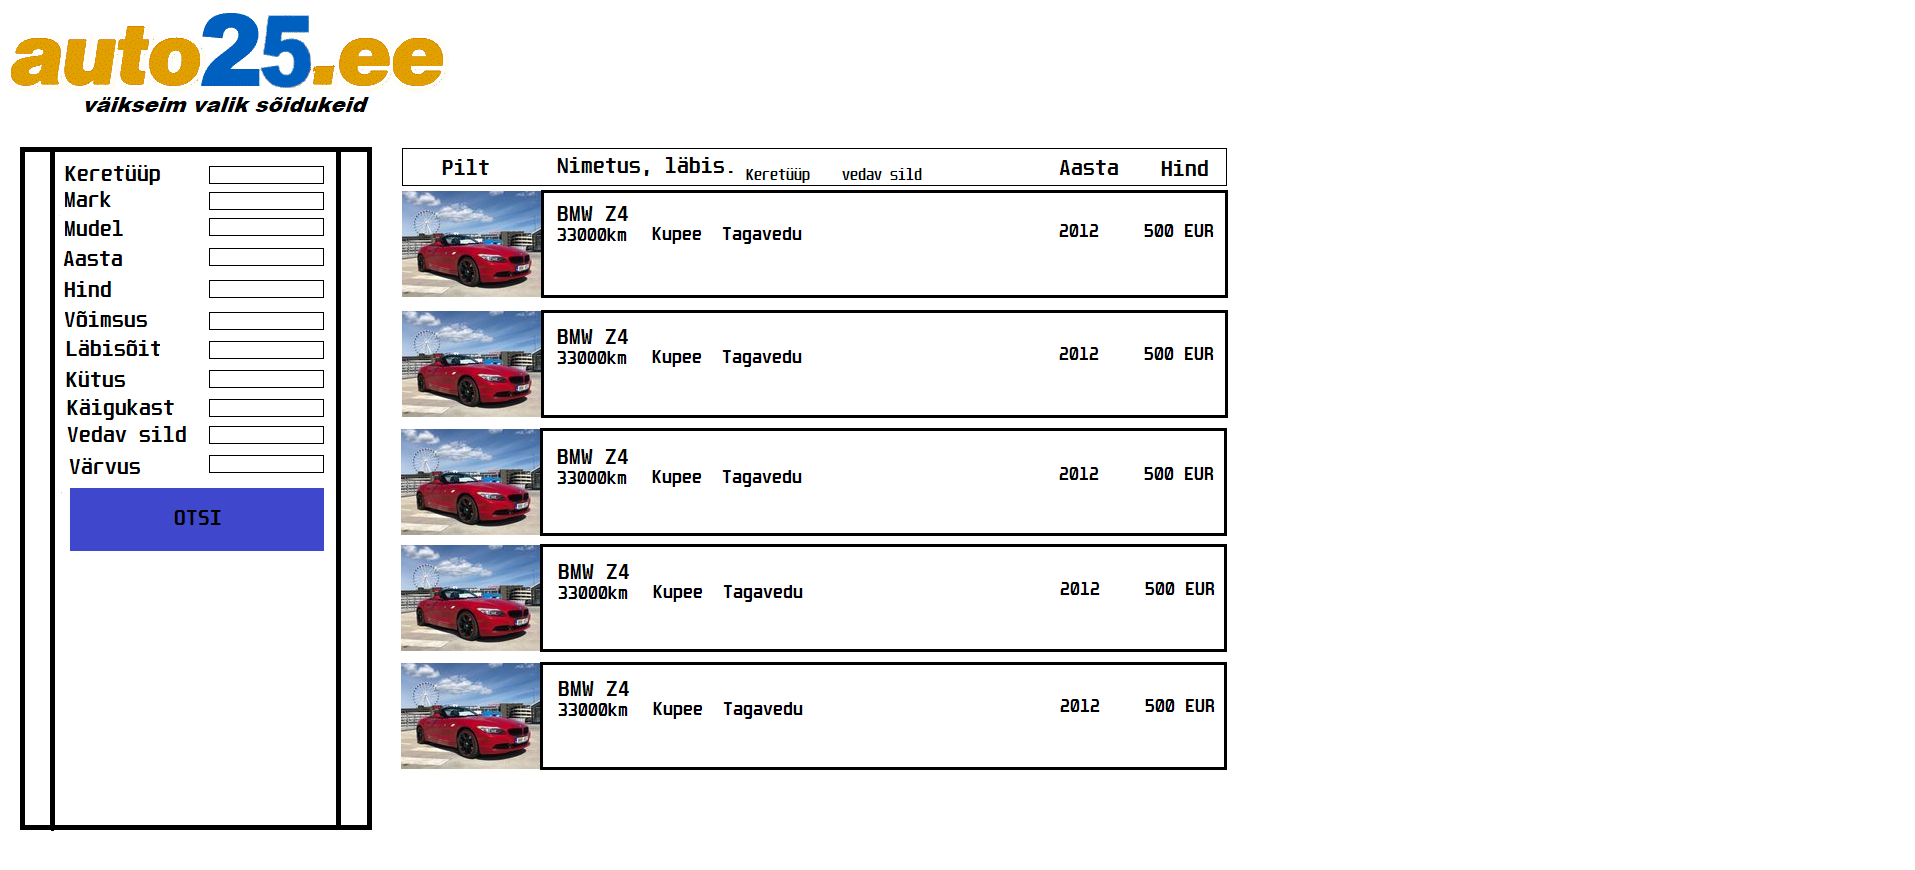 auto25.ee
väikseim valik sõidukeid
Keretüüp
Mark
Mudel
Aasta
Hind
Võimsus
Läbisõit
Kütus
Käigukast
Vedav sild
Värvus
OTSI
Pilt Nimetus, läbis. Keretüüp vedav sild Aasta Hind
BMW Z4
33000km Kupee Tagavedu 2012 500 EUR
BMW Z4
33000km Kupee Tagavedu 2012 500 EUR
BMW Z4
33000km Kupee Tagavedu 2012 500 EUR
BMW Z4
33000km Kupee Tagavedu 2012 500 EUR
BMW Z4
33000km Kupee Tagavedu 2012 500 EUR